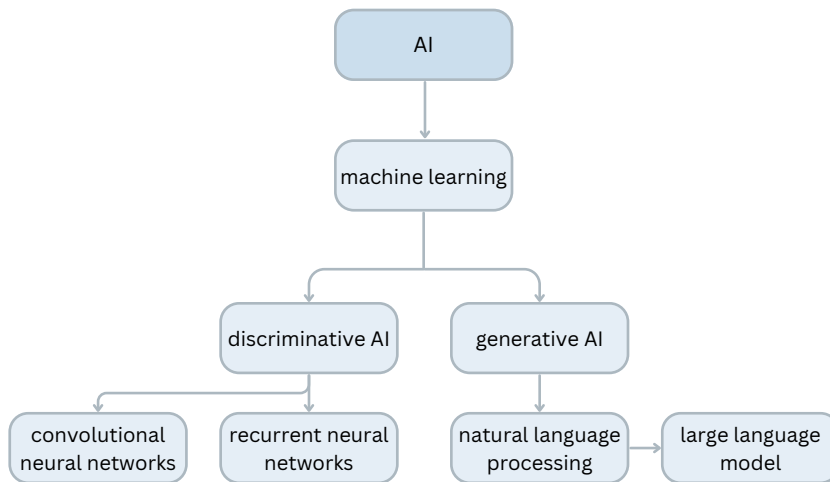 AI
machine learning
discriminative AI
generative AI
convolutional
neural networks
recurrent neural
networks
natural language
processing
large language
model